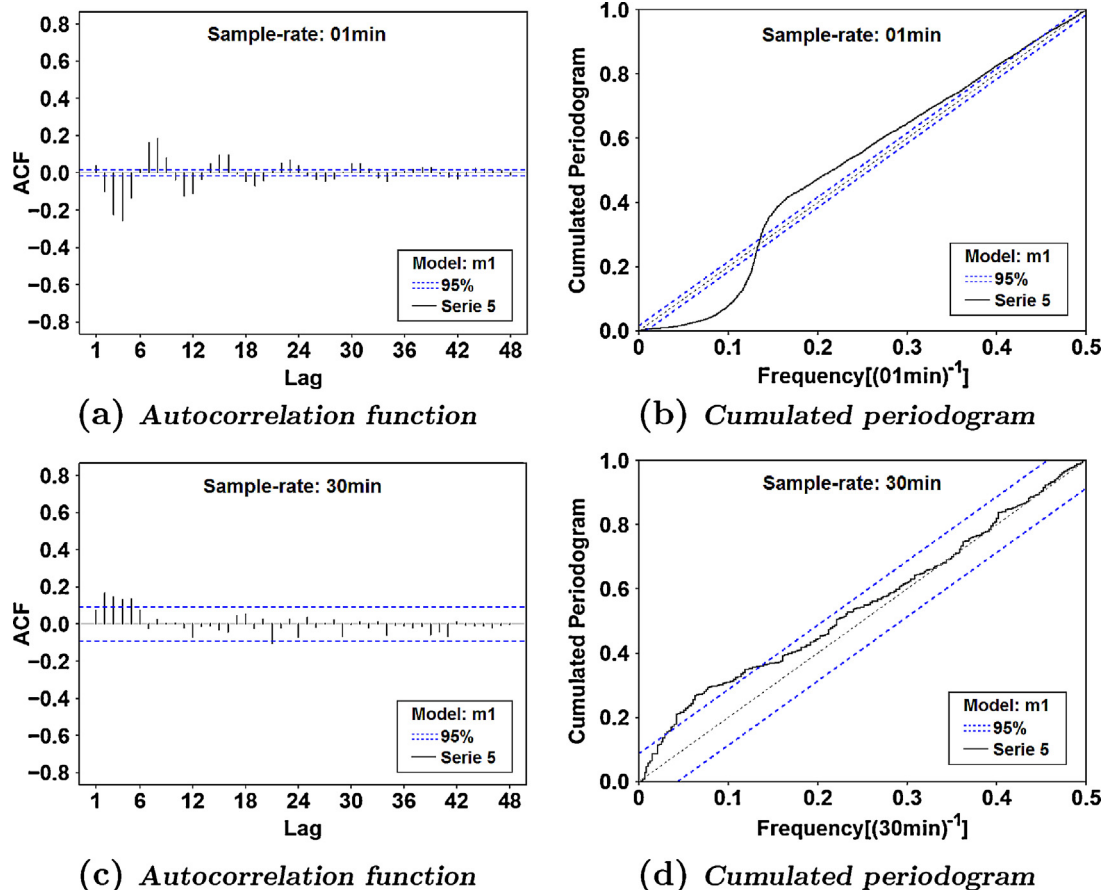 Sample-rate: 01min
0.8
0.6
0.4
0.2
0.0
−0.2
−0.4
−0.6
−0.8
ACF
Model: m1
95%
Serie 5
1 6 12 18 24 30 36 42 48
Lag
(a) Autocorrelation function
Sample-rate: 01min
1.0
0.8
0.6
0.4
0.2
0.0
Cumulated Periodogram
Model: m1
95%
Serie 5
0 0.1 0.2 0.3 0.4 0.5
Frequency[(01min)⁻¹]
(b) Cumulated periodogram
Sample-rate: 30min
0.8
0.6
0.4
0.2
0.0
−0.2
−0.4
−0.6
−0.8
ACF
Model: m1
95%
Serie 5
1 6 12 18 24 30 36 42 48
Lag
(c) Autocorrelation function
Sample-rate: 30min
1.0
0.8
0.6
0.4
0.2
0.0
Cumulated Periodogram
Model: m1
95%
Serie 5
0 0.1 0.2 0.3 0.4 0.5
Frequency[(30min)⁻¹]
(d) Cumulated periodogram